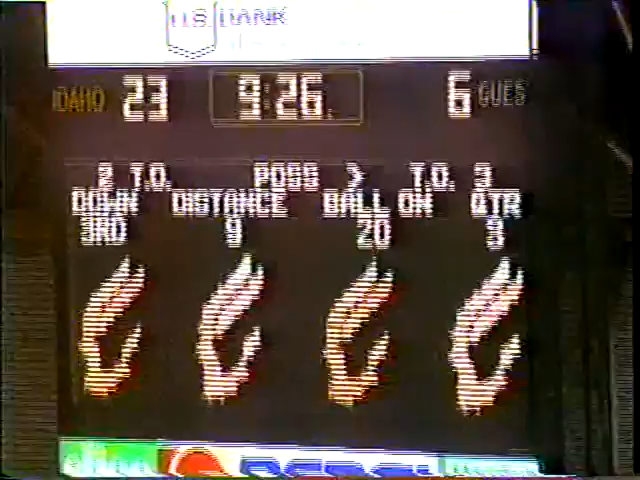 U.S. BANK
IDAHO 23 9:26 6 GUES
2 T.O. POSS > T.O. 3
DOWN DISTANCE BALL ON QTR
3RD 9 20 3
PEPSI